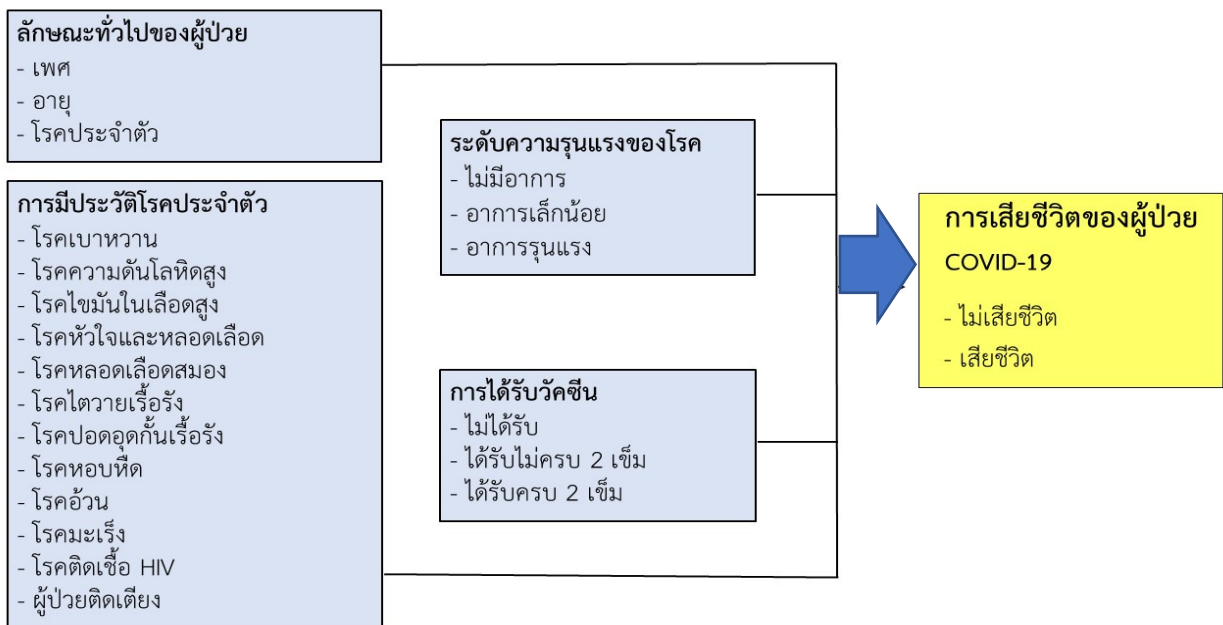 ลักษณะทั่วไปของผู้ป่วย
- เพศ
- อายุ
- โรคประจำตัว
การมีประวัติโรคประจำตัว
- โรคเบาหวาน
- โรคความดันโลหิตสูง
- โรคไขมันในเลือดสูง
- โรคหัวใจและหลอดเลือด
- โรคหลอดเลือดสมอง
- โรคไตวายเรื้อรัง
- โรคปอดอุดกั้นเรื้อรัง
- โรคหอบหืด
- โรคอ้วน
- โรคมะเร็ง
- โรคติดเชื้อ HIV
- ผู้ป่วยติดเตียง
ระดับความรุนแรงของโรค
- ไม่มีอาการ
- อาการเล็กน้อย
- อาการรุนแรง
การได้รับวัคซีน
- ไม่ได้รับ
- ได้รับไม่ครบ 2 เข็ม
- ได้รับครบ 2 เข็ม
การเสียชีวิตของผู้ป่วย
COVID-19
- ไม่เสียชีวิต
- เสียชีวิต